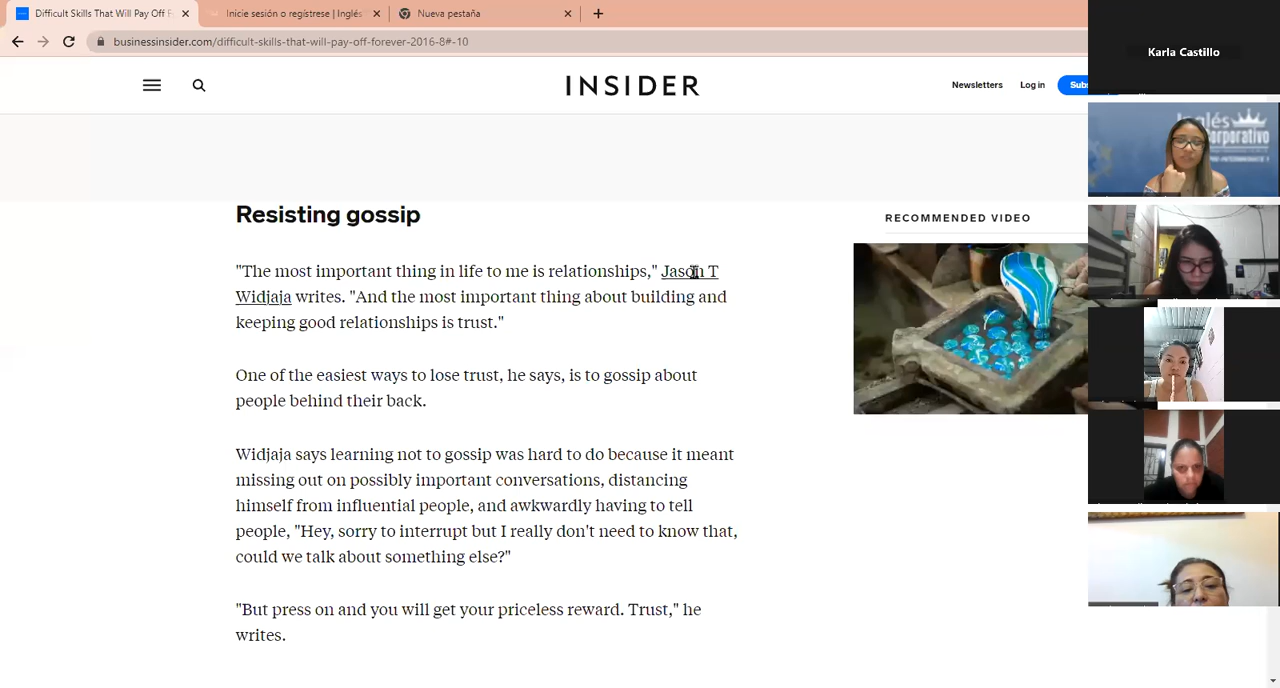 Difficult Skills That Will Pay Off F
Inicie sesión o regístrese | Inglés
Nueva pestaña
businessinsider.com/difficult-skills-that-will-pay-off-forever-2016-8#-10
INSIDER
Newsletters
Log in
Subs
Karla Castillo
Inglés
orporativo
Resisting gossip
"The most important thing in life to me is relationships," Jason T
Widjaja writes. "And the most important thing about building and
keeping good relationships is trust."
One of the easiest ways to lose trust, he says, is to gossip about
people behind their back.
Widjaja says learning not to gossip was hard to do because it meant
missing out on possibly important conversations, distancing
himself from influential people, and awkwardly having to tell
people, "Hey, sorry to interrupt but I really don't need to know that,
could we talk about something else?"
"But press on and you will get your priceless reward. Trust," he
writes.
RECOMMENDED VIDEO